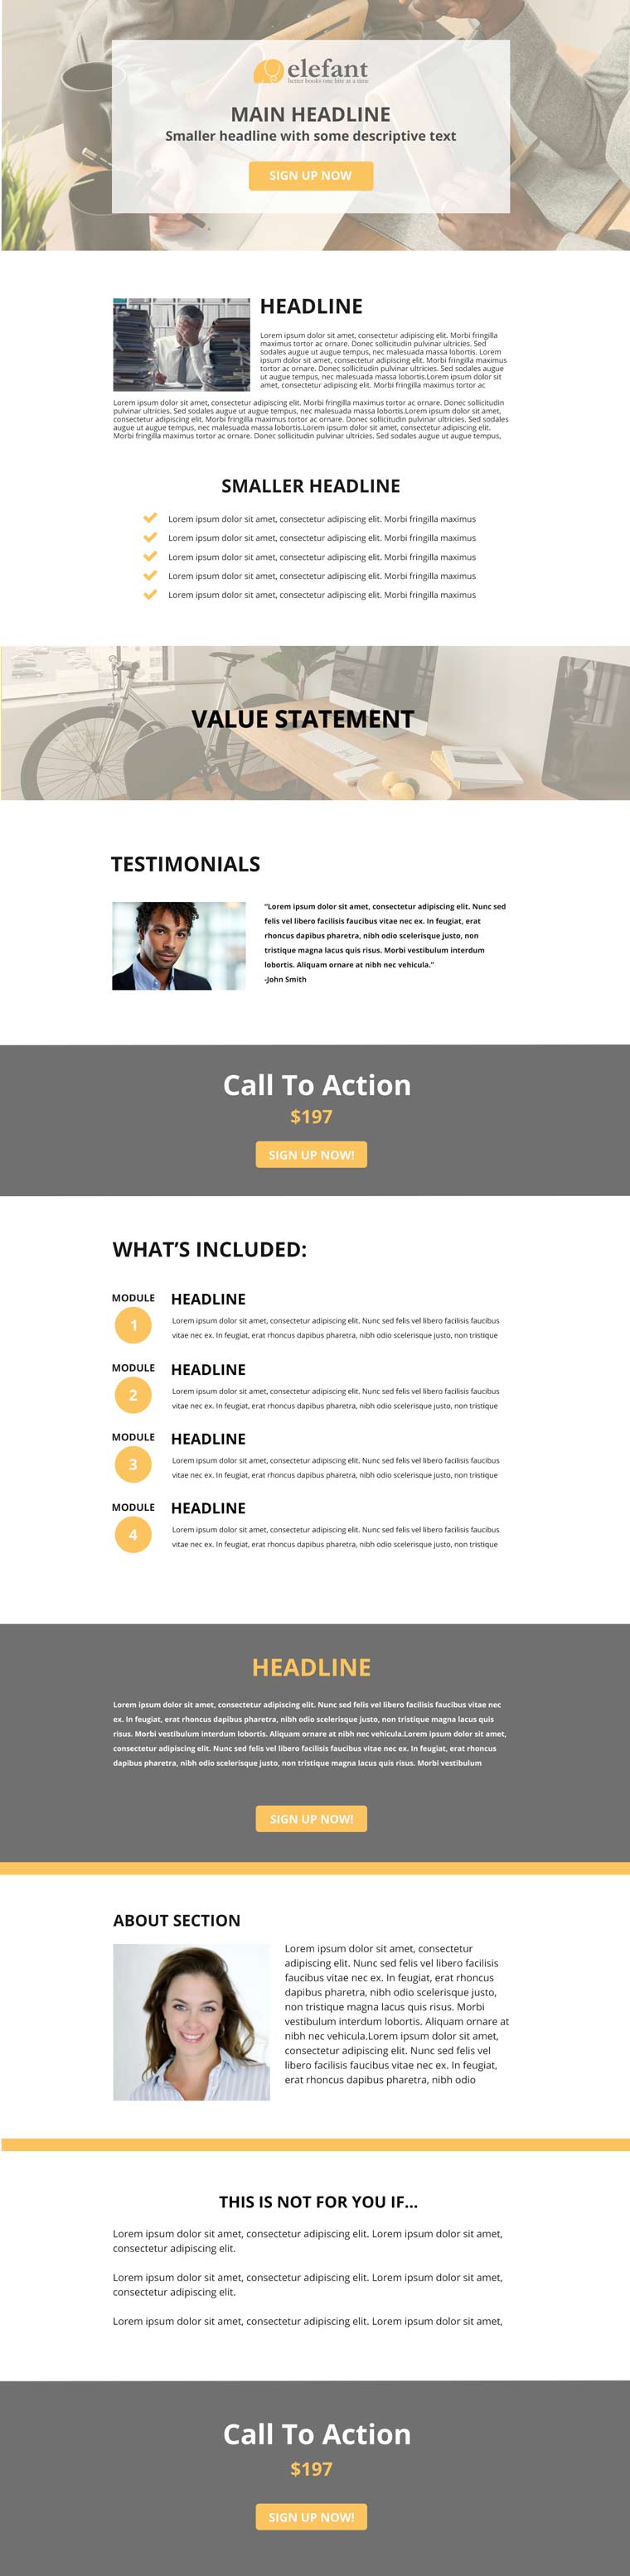 elefant
better books one bite at a time
MAIN HEADLINE
Smaller headline with some descriptive text
SIGN UP NOW
HEADLINE
Lorem ipsum dolor sit amet, consectetur adipiscing elit. Morbi fringilla
maximus tortor ac ornare. Donec sollicitudin pulvinar ultricies. Sed
sodales augue ut augue tempus, nec malesuada massa lobortis. Lorem
ipsum dolor sit amet, consectetur adipiscing elit. Morbi fringilla maximus
tortor ac ornare. Donec sollicitudin pulvinar ultricies. Sed sodales augue
ut augue tempus, nec malesuada massa lobortis.Lorem ipsum dolor sit
amet, consectetur adipiscing elit. Morbi fringilla maximus tortor ac
Lorem ipsum dolor sit amet, consectetur adipiscing elit. Morbi fringilla maximus tortor ac ornare. Donec sollicitudin
pulvinar ultricies. Sed sodales augue ut augue tempus, nec malesuada massa lobortis.Lorem ipsum dolor sit amet,
consectetur adipiscing elit. Morbi fringilla maximus tortor ac ornare. Donec sollicitudin pulvinar ultricies. Sed sodales
augue ut augue tempus, nec malesuada massa lobortis.Lorem ipsum dolor sit amet, consectetur adipiscing elit.
Morbi fringilla maximus tortor ac ornare. Donec sollicitudin pulvinar ultricies. Sed sodales augue ut augue tempus,
SMALLER HEADLINE
Lorem ipsum dolor sit amet, consectetur adipiscing elit. Morbi fringilla maximus
Lorem ipsum dolor sit amet, consectetur adipiscing elit. Morbi fringilla maximus
Lorem ipsum dolor sit amet, consectetur adipiscing elit. Morbi fringilla maximus
Lorem ipsum dolor sit amet, consectetur adipiscing elit. Morbi fringilla maximus
Lorem ipsum dolor sit amet, consectetur adipiscing elit. Morbi fringilla maximus
VALUE STATEMENT
TESTIMONIALS
"Lorem ipsum dolor sit amet, consectetur adipiscing elit. Nunc sed
felis vel libero facilisis faucibus vitae nec ex. In feugiat, erat
rhoncus dapibus pharetra, nibh odio scelerisque justo, non
tristique magna lacus quis risus. Morbi vestibulum interdum
lobortis. Aliquam ornare at nibh nec vehicula."
-John Smith
Call To Action
$197
SIGN UP NOW!
WHAT'S INCLUDED:
MODULE
1
HEADLINE
Lorem ipsum dolor sit amet, consectetur adipiscing elit. Nunc sed felis vel libero facilisis faucibus
vitae nec ex. In feugiat, erat rhoncus dapibus pharetra, nibh odio scelerisque justo, non tristique
MODULE
2
HEADLINE
Lorem ipsum dolor sit amet, consectetur adipiscing elit. Nunc sed felis vel libero facilisis faucibus
vitae nec ex. In feugiat, erat rhoncus dapibus pharetra, nibh odio scelerisque justo, non tristique
MODULE
3
HEADLINE
Lorem ipsum dolor sit amet, consectetur adipiscing elit. Nunc sed felis vel libero facilisis faucibus
vitae nec ex. In feugiat, erat rhoncus dapibus pharetra, nibh odio scelerisque justo, non tristique
MODULE
4
HEADLINE
Lorem ipsum dolor sit amet, consectetur adipiscing elit. Nunc sed felis vel libero facilisis faucibus
vitae nec ex. In feugiat, erat rhoncus dapibus pharetra, nibh odio scelerisque justo, non tristique
HEADLINE
Lorem ipsum dolor sit amet, consectetur adipiscing elit. Nunc sed felis vel libero facilisis faucibus vitae nec
ex. In feugiat, erat rhoncus dapibus pharetra, nibh odio scelerisque justo, non tristique magna lacus quis
risus. Morbi vestibulum interdum lobortis. Aliquam ornare at nibh nec vehicula.Lorem ipsum dolor sit amet,
consectetur adipiscing elit. Nunc sed felis vel libero facilisis faucibus vitae nec ex. In feugiat, erat rhoncus
dapibus pharetra, nibh odio scelerisque justo, non tristique magna lacus quis risus. Morbi vestibulum
SIGN UP NOW!
ABOUT SECTION
Lorem ipsum dolor sit amet, consectetur
adipiscing elit. Nunc sed felis vel libero facilisis
faucibus vitae nec ex. In feugiat, erat rhoncus
dapibus pharetra, nibh odio scelerisque justo,
non tristique magna lacus quis risus. Morbi
vestibulum interdum lobortis. Aliquam ornare at
nibh nec vehicula.Lorem ipsum dolor sit amet,
consectetur adipiscing elit. Nunc sed felis vel
libero facilisis faucibus vitae nec ex. In feugiat,
erat rhoncus dapibus pharetra, nibh odio
THIS IS NOT FOR YOU IF...
Lorem ipsum dolor sit amet, consectetur adipiscing elit. Lorem ipsum dolor sit amet,
consectetur adipiscing elit.
Lorem ipsum dolor sit amet, consectetur adipiscing elit. Lorem ipsum dolor sit amet,
consectetur adipiscing elit.
Lorem ipsum dolor sit amet, consectetur adipiscing elit. Lorem ipsum dolor sit amet,
Call To Action
$197
SIGN UP NOW!